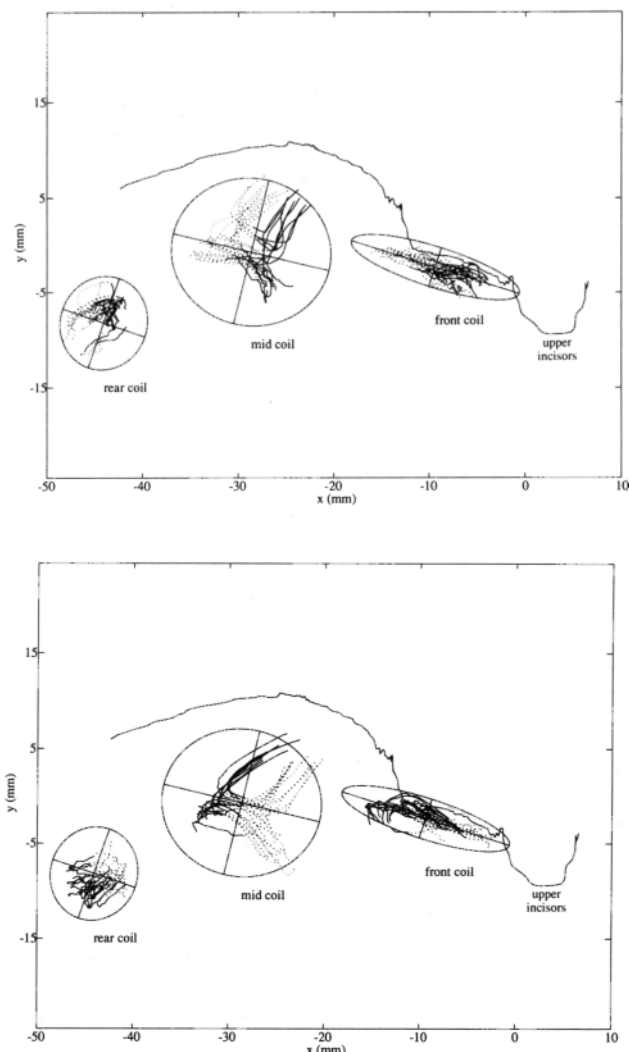 15
5
y (mm)
-5
front coil
mid coil
upper
incisors
rear coil
-15
-50
-40
-30
-20
-10
0
10
x (mm)
15
5
y (mm)
-5
front coil
mid coil
upper
incisors
rear coil
-15
-50
-40
-30
-20
-10
0
10
x (mm)